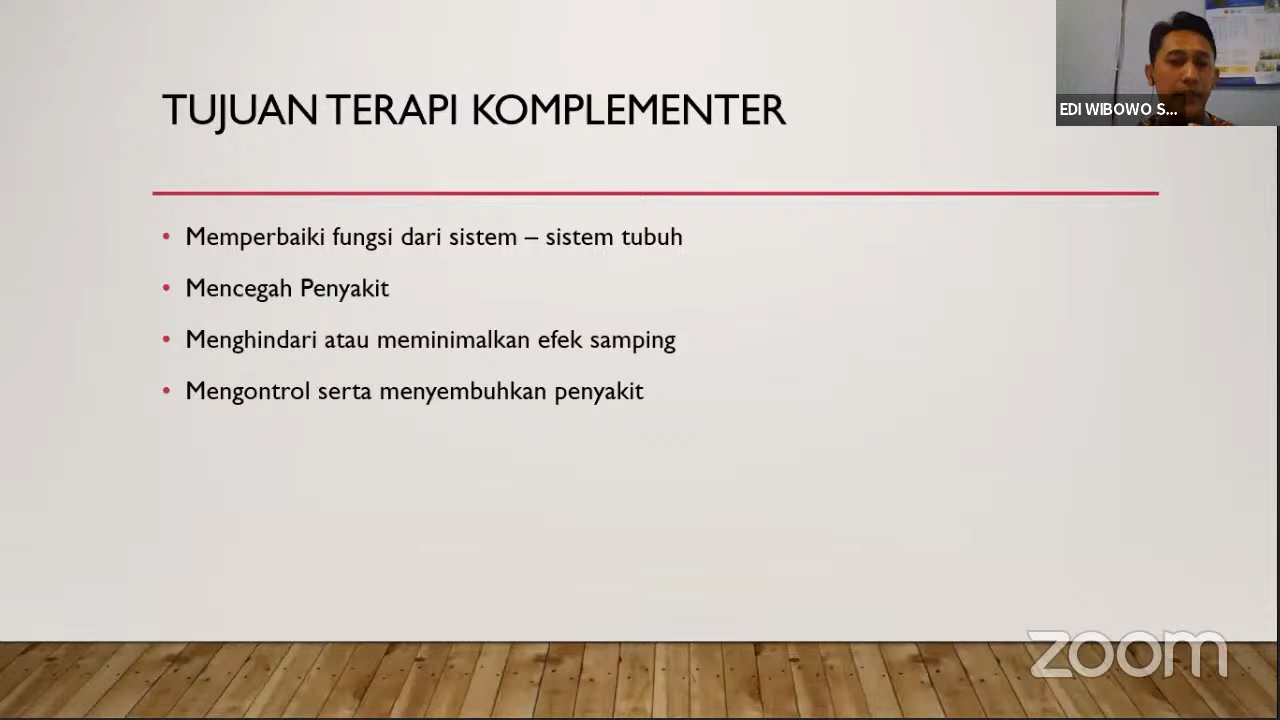 TUJUAN TERAPI KOMPLEMENTER
EDI WIBOWO S...
• Memperbaiki fungsi dari sistem – sistem tubuh
• Mencegah Penyakit
• Menghindari atau meminimalkan efek samping
• Mengontrol serta menyembuhkan penyakit
zoom